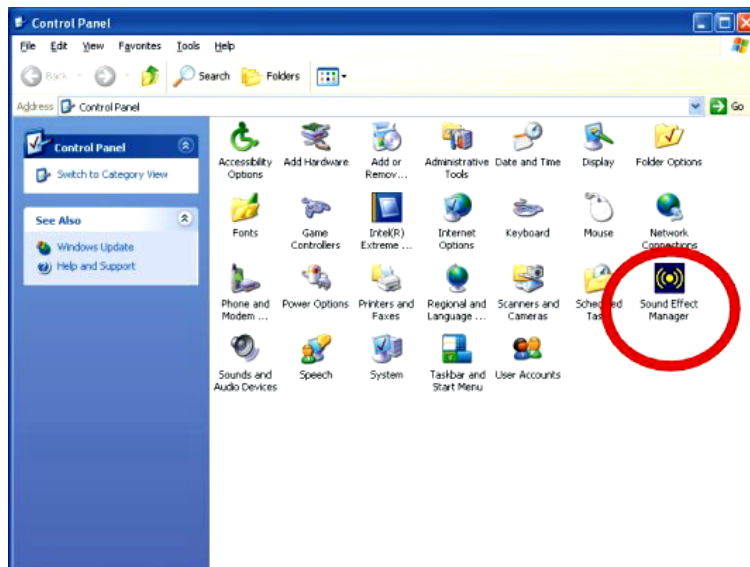 Control Panel
File Edit View Favorites Tools Help
Back Search Folders
Address Control Panel Go
Control Panel
Switch to Category View
See Also
Windows Update
Help and Support
Accessibility Options
Add Hardware
Add or Remov...
Administrative Tools
Date and Time
Display
Folder Options
Fonts
Game Controllers
Intel(R) Extreme ...
Internet Options
Keyboard
Mouse
Network Connections
Phone and Modem ...
Power Options
Printers and Faxes
Regional and Language ...
Scanners and Cameras
Scheduled Tas
Sound Effect Manager
Sounds and Audio Devices
Speech
System
Taskbar and Start Menu
User Accounts